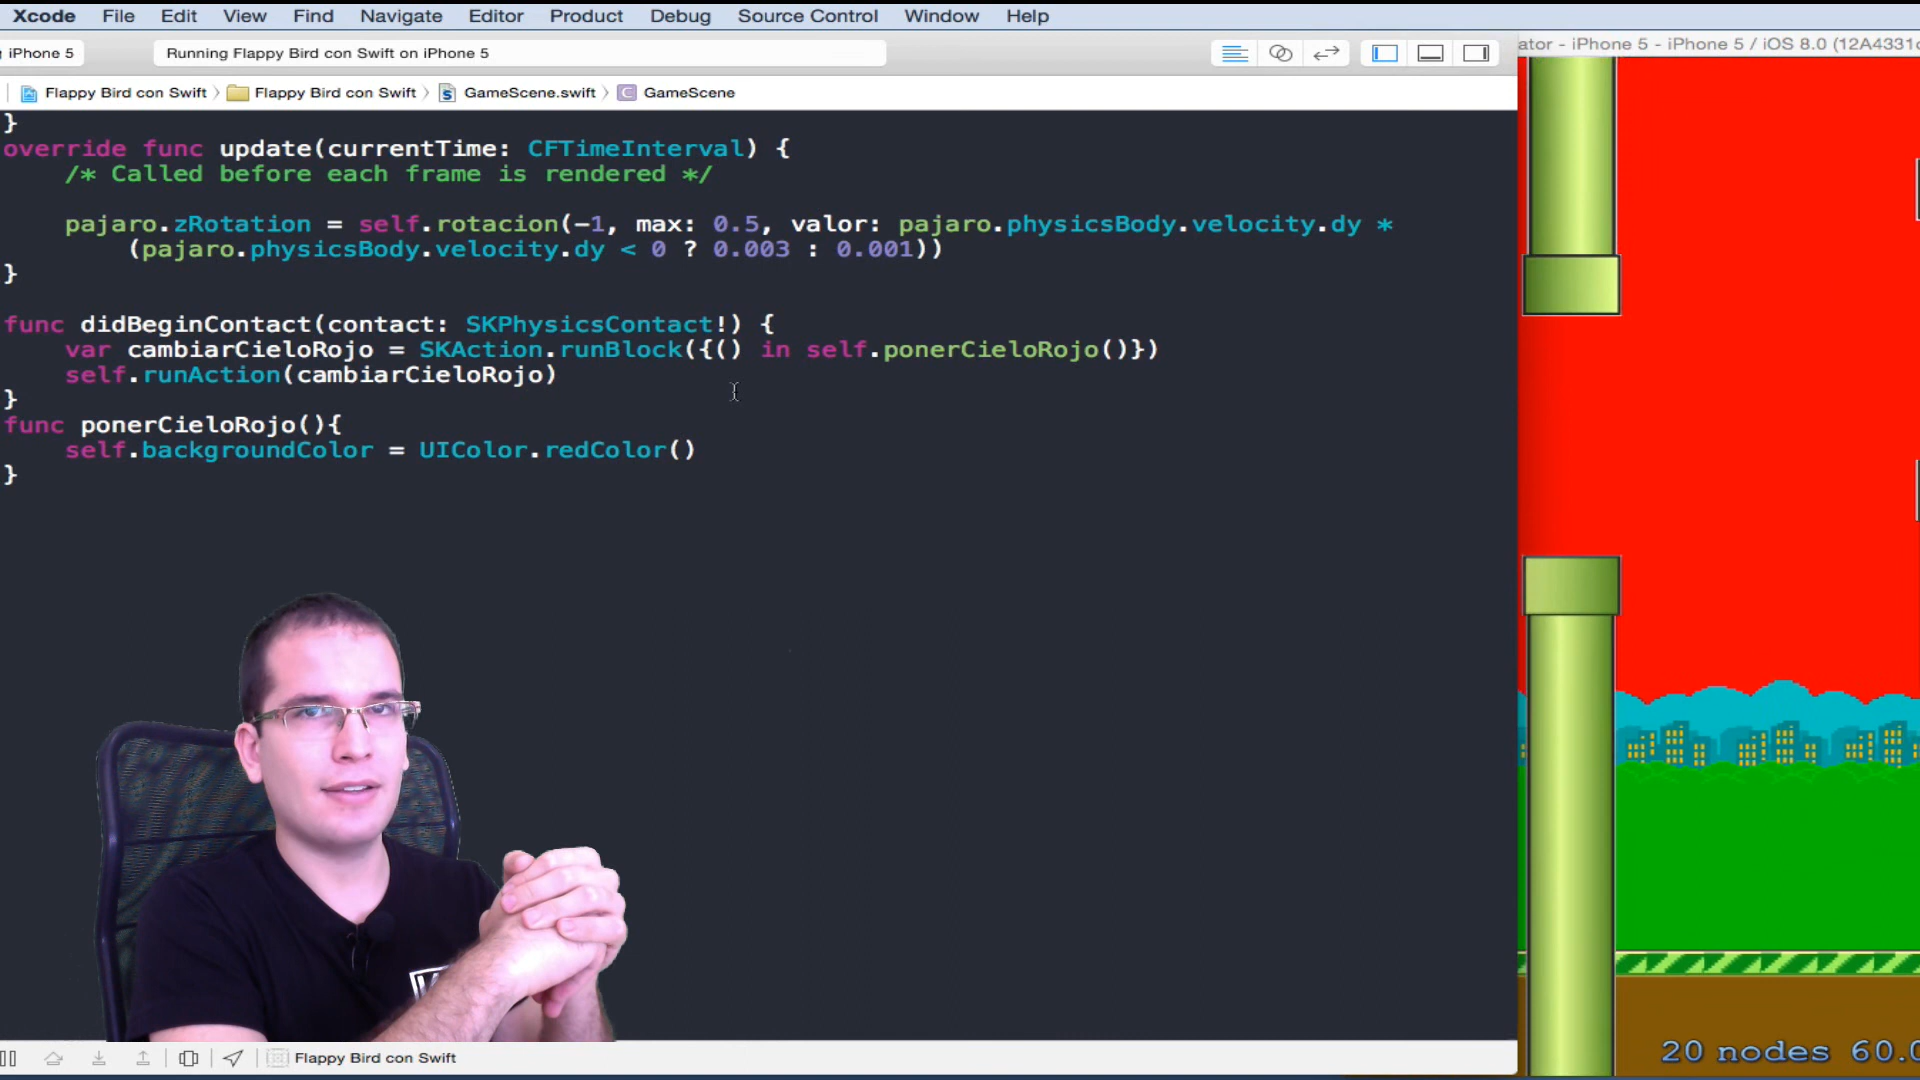 Xcode File Edit View Find Navigate Editor Product Debug Source Control Window Help
iPhone 5
Running Flappy Bird con Swift on iPhone 5
ator - iPhone 5 - iPhone 5 / iOS 8.0 (12A4331c
Flappy Bird con Swift Flappy Bird con Swift GameScene.swift GameScene
}
override func update(currentTime: CFTimeInterval) {
/* Called before each frame is rendered */
pajaro.zRotation = self.rotacion(-1, max: 0.5, valor: pajaro.physicsBody.velocity.dy *
(pajaro.physicsBody.velocity.dy < 0 ? 0.003 : 0.001))
}
func didBeginContact(contact: SKPhysicsContact!) {
var cambiarCieloRojo = SKAction.runBlock({() in self.ponerCieloRojo()})
self.runAction(cambiarCieloRojo)
}
func ponerCieloRojo(){
self.backgroundColor = UIColor.redColor()
}
Flappy Bird con Swift
20 nodes 60.0